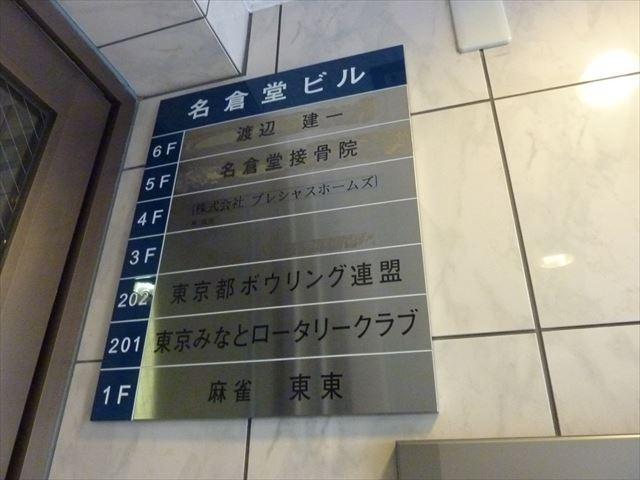 名倉堂ビル
6F 渡辺 建一
5F 名倉堂接骨院
4F (株式会社 プレシャスホームズ)
3F
202 東京都ボウリング連盟
201 東京みなとロータリークラブ
1F 麻雀 東東